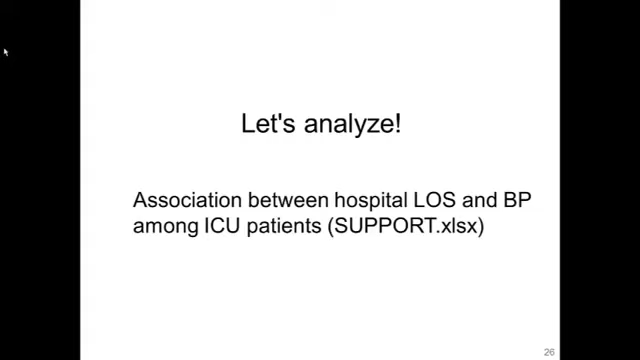 Let's analyze!
Association between hospital LOS and BP
among ICU patients (SUPPORT.xlsx)
26